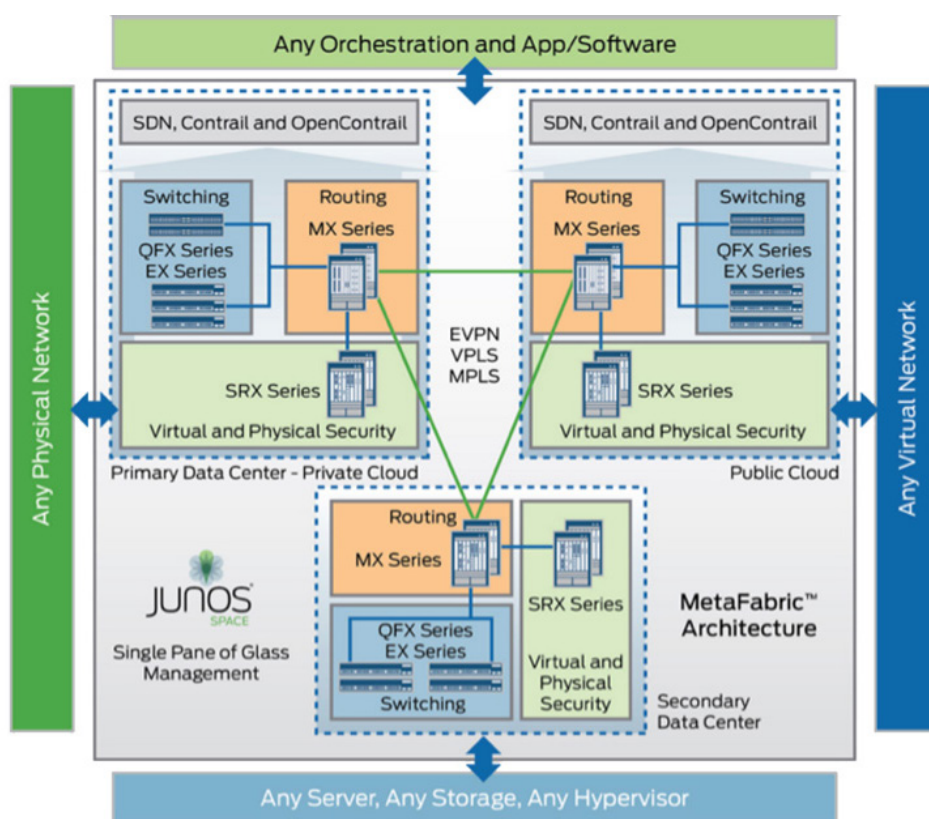 Any Orchestration and App/Software
Any Physical Network
SDN, Contrail and OpenContrail
Switching
QFX Series
EX Series
Routing
MX Series
SRX Series
Virtual and Physical Security
Primary Data Center - Private Cloud
EVPN
VPLS
MPLS
SDN, Contrail and OpenContrail
Routing
MX Series
Switching
QFX Series
EX Series
SRX Series
Virtual and Physical Security
Public Cloud
Any Virtual Network
Routing
MX Series
SRX Series
QFX Series
EX Series
Switching
Virtual and
Physical
Security
Secondary
Data Center
JUNOS®
SPACE
Single Pane of Glass
Management
MetaFabric™
Architecture
Any Server, Any Storage, Any Hypervisor